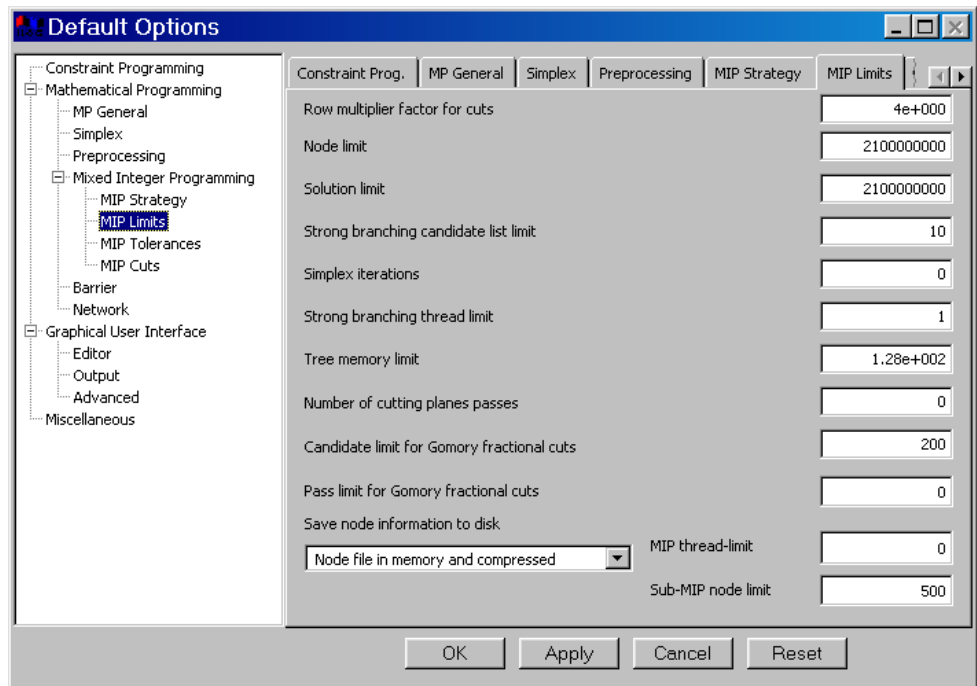 Default Options
Constraint Programming
Mathematical Programming
MP General
Simplex
Preprocessing
Mixed Integer Programming
MIP Strategy
MIP Limits
MIP Tolerances
MIP Cuts
Barrier
Network
Graphical User Interface
Editor
Output
Advanced
Miscellaneous
Constraint Prog. MP General Simplex Preprocessing MIP Strategy MIP Limits
Row multiplier factor for cuts 4e+000
Node limit 2100000000
Solution limit 2100000000
Strong branching candidate list limit 10
Simplex iterations 0
Strong branching thread limit 1
Tree memory limit 1.28e+002
Number of cutting planes passes 0
Candidate limit for Gomory fractional cuts 200
Pass limit for Gomory fractional cuts 0
Save node information to disk
Node file in memory and compressed
MIP thread-limit 0
Sub-MIP node limit 500
OK Apply Cancel Reset